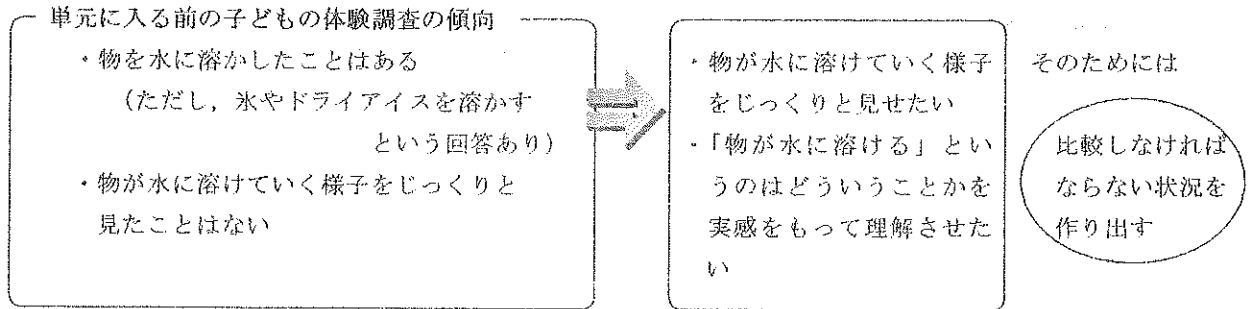 単元に入る前の子どもの体験調査の傾向
・物を水に溶かしたことはある
(ただし，氷やドライアイスを溶かす
という回答あり)
・物が水に溶けていく様子をじっくりと
見たことはない
・物が水に溶けていく様子
をじっくりと見せたい
・「物が水に溶ける」とい
うのはどういうことかを
実感をもって理解させた
い
そのためには
比較しなければ
ならない状況を
作り出す